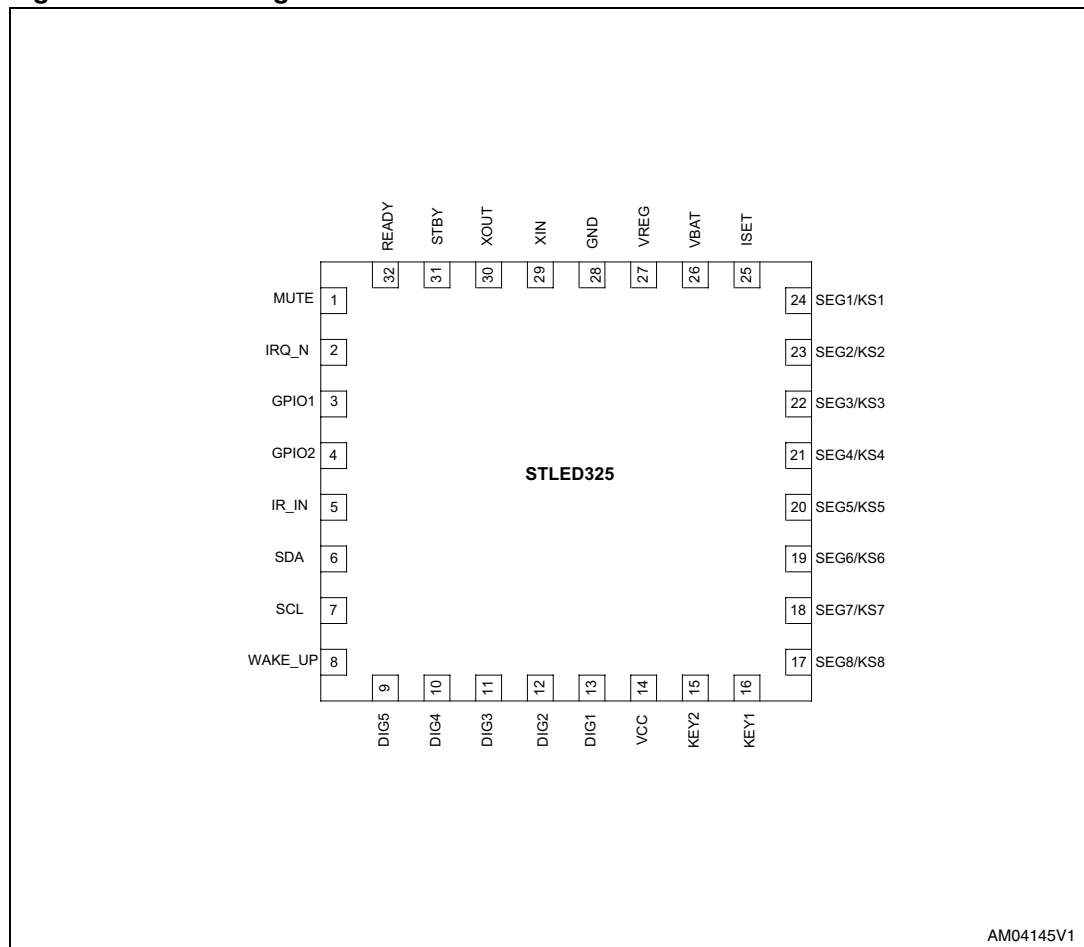 READY
STBY
XOUT
XIN
GND
VREG
VBAT
ISET
32
31
30
29
28
27
26
25
MUTE 1
24 SEG1/KS1
IRQ_N 2
23 SEG2/KS2
GPIO1 3
22 SEG3/KS3
GPIO2 4
21 SEG4/KS4
STLED325
IR_IN 5
20 SEG5/KS5
SDA 6
19 SEG6/KS6
SCL 7
18 SEG7/KS7
WAKE_UP 8
17 SEG8/KS8
9
10
11
12
13
14
15
16
DIG5
DIG4
DIG3
DIG2
DIG1
VCC
KEY2
KEY1
AM04145V1